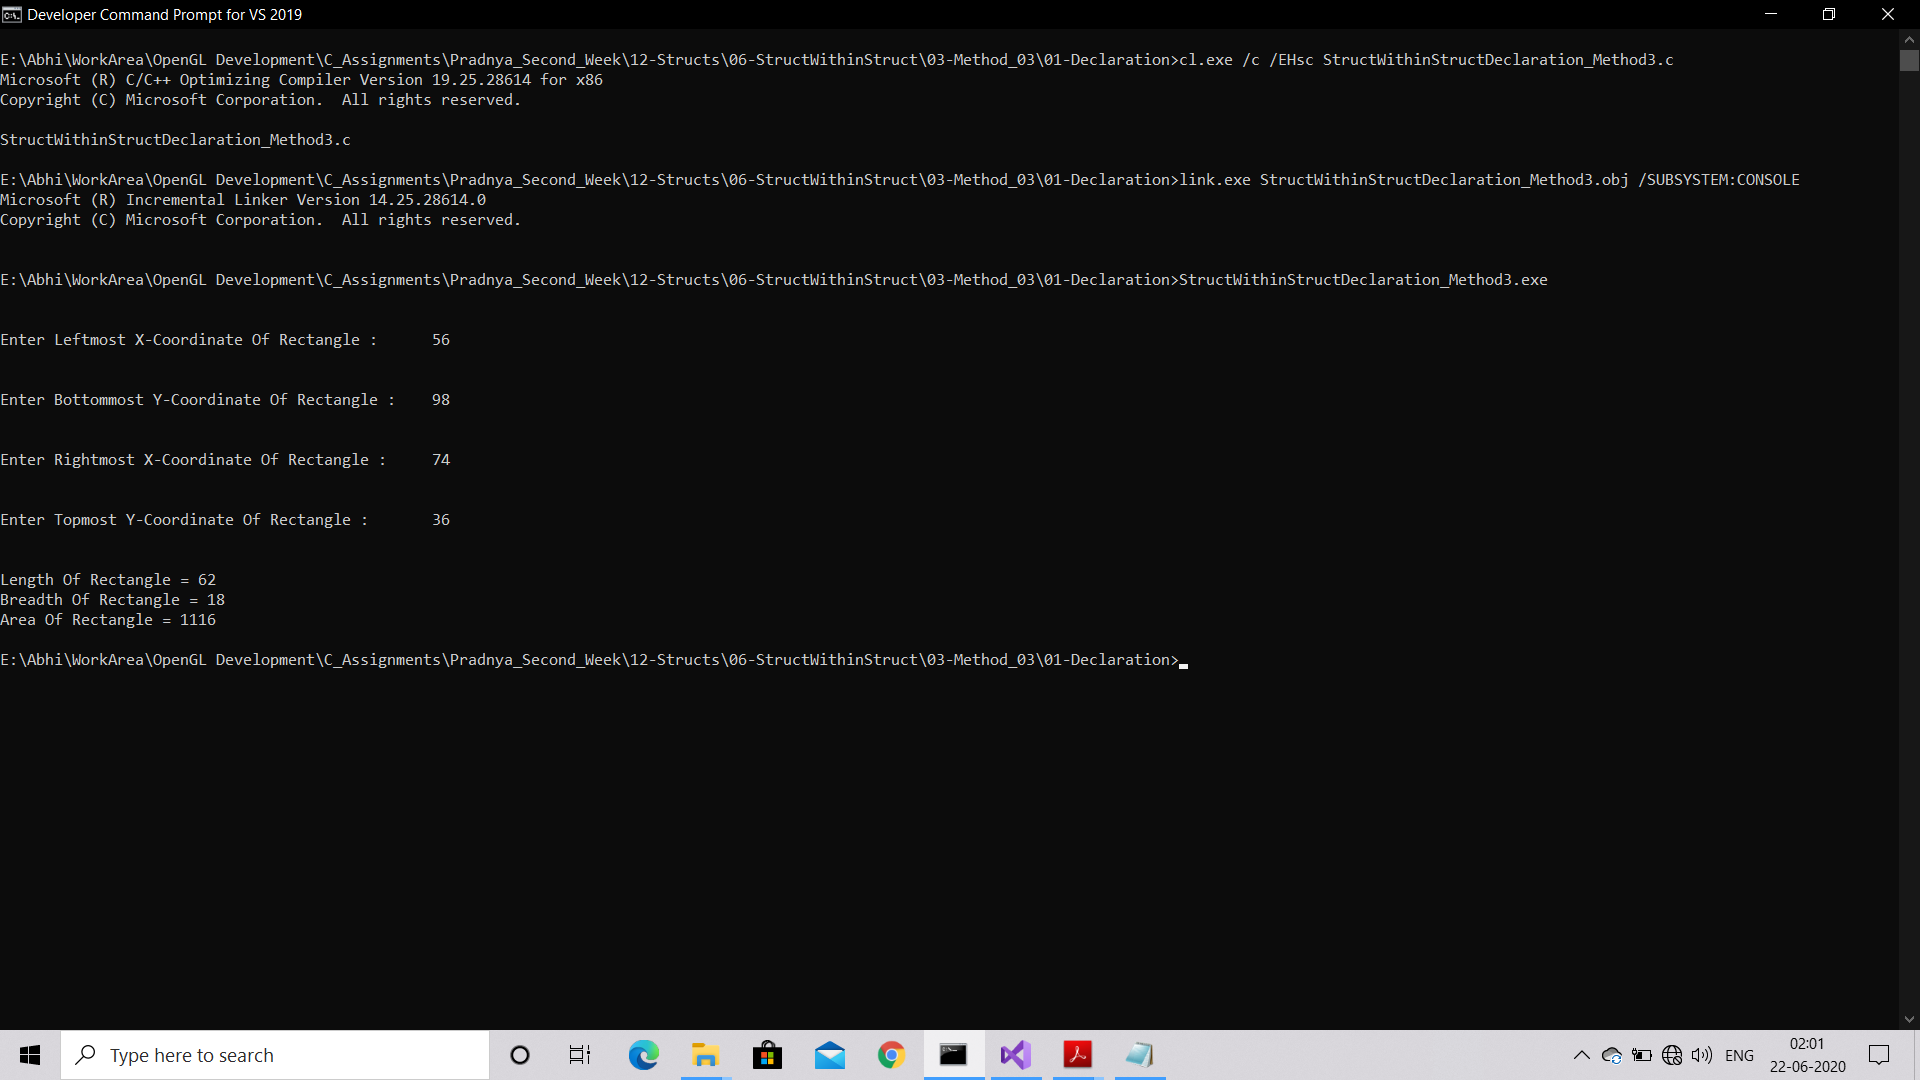 Developer Command Prompt for VS 2019
E:\Abhi\WorkArea\OpenGL Development\C_Assignments\Pradnya_Second_Week\12-Structs\06-StructWithinStruct\03-Method_03\01-Declaration>cl.exe /c /EHsc StructWithinStructDeclaration_Method3.c
Microsoft (R) C/C++ Optimizing Compiler Version 19.25.28614 for x86
Copyright (C) Microsoft Corporation.  All rights reserved.
StructWithinStructDeclaration_Method3.c
E:\Abhi\WorkArea\OpenGL Development\C_Assignments\Pradnya_Second_Week\12-Structs\06-StructWithinStruct\03-Method_03\01-Declaration>link.exe StructWithinStructDeclaration_Method3.obj /SUBSYSTEM:CONSOLE
Microsoft (R) Incremental Linker Version 14.25.28614.0
Copyright (C) Microsoft Corporation.  All rights reserved.
E:\Abhi\WorkArea\OpenGL Development\C_Assignments\Pradnya_Second_Week\12-Structs\06-StructWithinStruct\03-Method_03\01-Declaration>StructWithinStructDeclaration_Method3.exe
Enter Leftmost X-Coordinate Of Rectangle :      56
Enter Bottommost Y-Coordinate Of Rectangle :    98
Enter Rightmost X-Coordinate Of Rectangle :     74
Enter Topmost Y-Coordinate Of Rectangle :       36
Length Of Rectangle = 62
Breadth Of Rectangle = 18
Area Of Rectangle = 1116
E:\Abhi\WorkArea\OpenGL Development\C_Assignments\Pradnya_Second_Week\12-Structs\06-StructWithinStruct\03-Method_03\01-Declaration>
Type here to search
ENG
02:01
22-06-2020